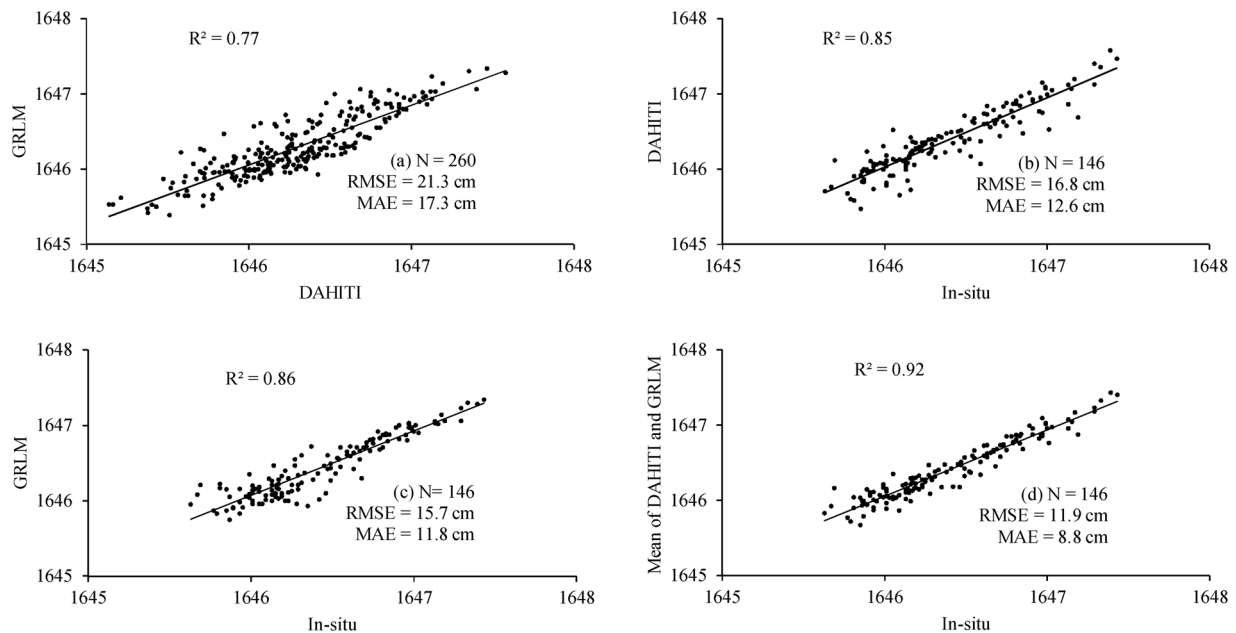 1648
R² = 0.77
1647
GRLM
1646
(a) N = 260
RMSE = 21.3 cm
MAE = 17.3 cm
1645
1645 1646 1647 1648
DAHITI
1648
R² = 0.85
1647
DAHITI
1646
(b) N = 146
RMSE = 16.8 cm
MAE = 12.6 cm
1645
1645 1646 1647 1648
In-situ
1648
R² = 0.86
1647
GRLM
1646
(c) N= 146
RMSE = 15.7 cm
MAE = 11.8 cm
1645
1645 1646 1647 1648
In-situ
1648
R² = 0.92
1647
Mean of DAHITI and GRLM
1646
(d) N = 146
RMSE = 11.9 cm
MAE = 8.8 cm
1645
1645 1646 1647 1648
In-situ